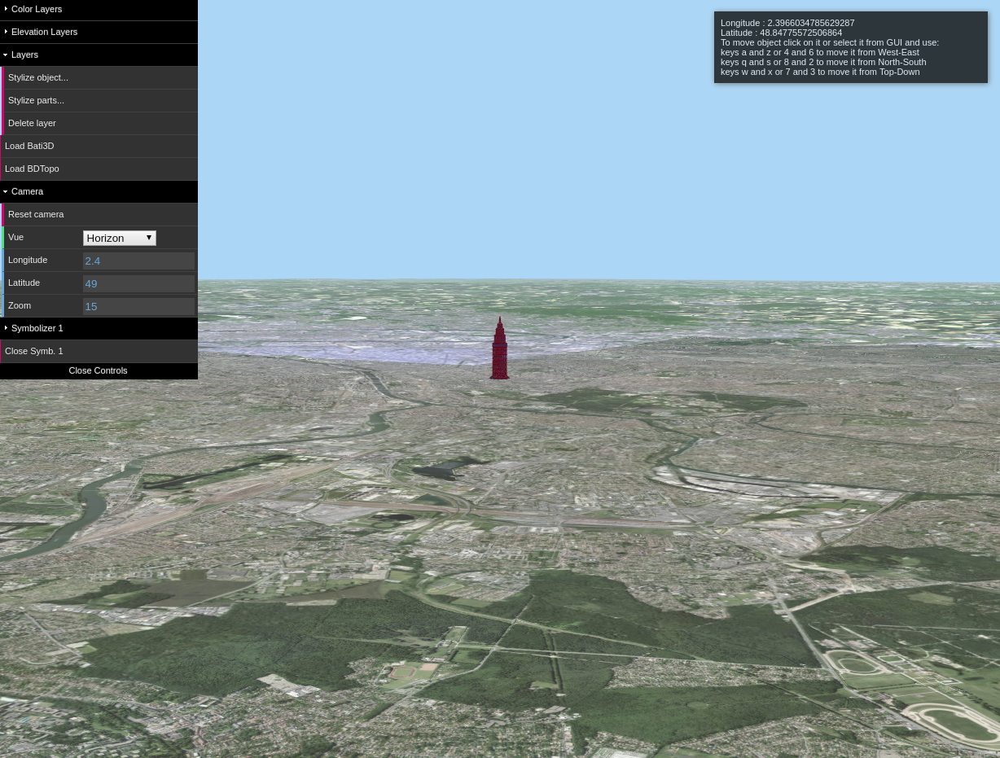 Color Layers
Elevation Layers
Layers
Stylize object...
Stylize parts...
Delete layer
Load Bati3D
Load BDTopo
Camera
Reset camera
Vue Horizon
Longitude 2.4
Latitude 49
Zoom 15
Symbolizer 1
Close Symb. 1
Close Controls
Longitude : 2.3966034785629287
Latitude : 48.84775572506864
To move object click on it or select it from GUI and use:
keys a and z or 4 and 6 to move it from West-East
keys q and s or 8 and 2 to move it from North-South
keys w and x or 7 and 3 to move it from Top-Down